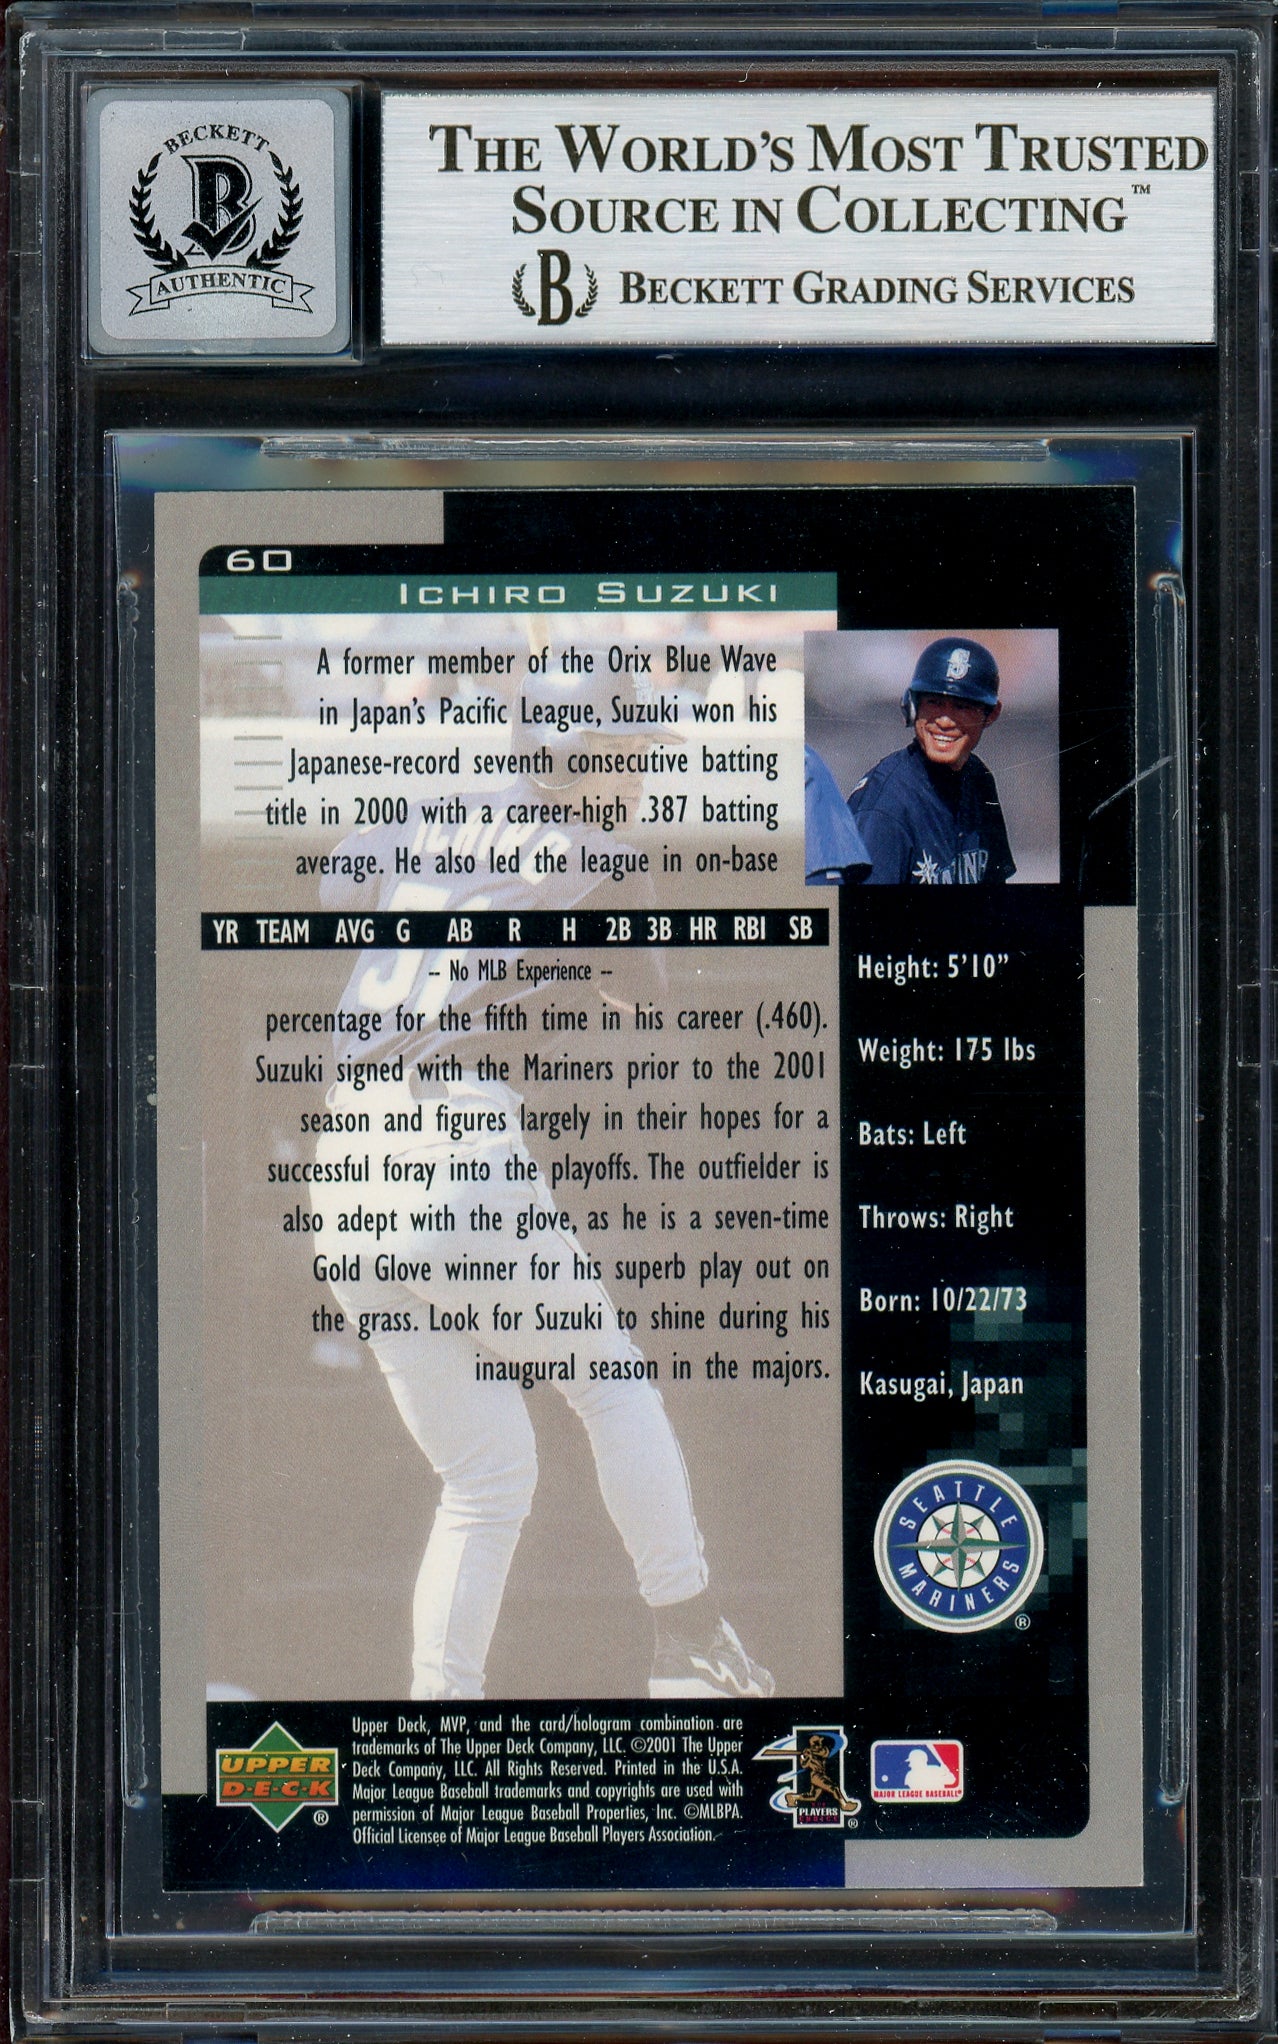 BECKETT
B
AUTHENTIC
THE WORLD'S MOST TRUSTED
SOURCE IN COLLECTING™
B BECKETT GRADING SERVICES
60
ICHIRO SUZUKI
A former member of the Orix Blue Wave
in Japan's Pacific League, Suzuki won his
Japanese-record seventh consecutive batting
title in 2000 with a career-high .387 batting
average. He also led the league in on-base
YR TEAM AVG G AB R H 2B 3B HR RBI SB
-- No MLB Experience --
percentage for the fifth time in his career (.460).
Suzuki signed with the Mariners prior to the 2001
season and figures largely in their hopes for a
successful foray into the playoffs. The outfielder is
also adept with the glove, as he is a seven-time
Gold Glove winner for his superb play out on
the grass. Look for Suzuki to shine during his
inaugural season in the majors.
ICHIRO
51
S
Height: 5'10"
Weight: 175 lbs
Bats: Left
Throws: Right
Born: 10/22/73
Kasugai, Japan
SEATTLE
MARINERS
®
UPPER
D·E·C·K
®
Upper Deck, MVP, and the card/hologram combination are
trademarks of The Upper Deck Company, LLC. ©2001 The Upper
Deck Company, LLC. All Rights Reserved. Printed in the U.S.A.
Major League Baseball trademarks and copyrights are used with
permission of Major League Baseball Properties, Inc. ©MLBPA.
Official Licensee of Major League Baseball Players Association.
PLAYERS
CHOICE
®
MAJOR LEAGUE BASEBALL®